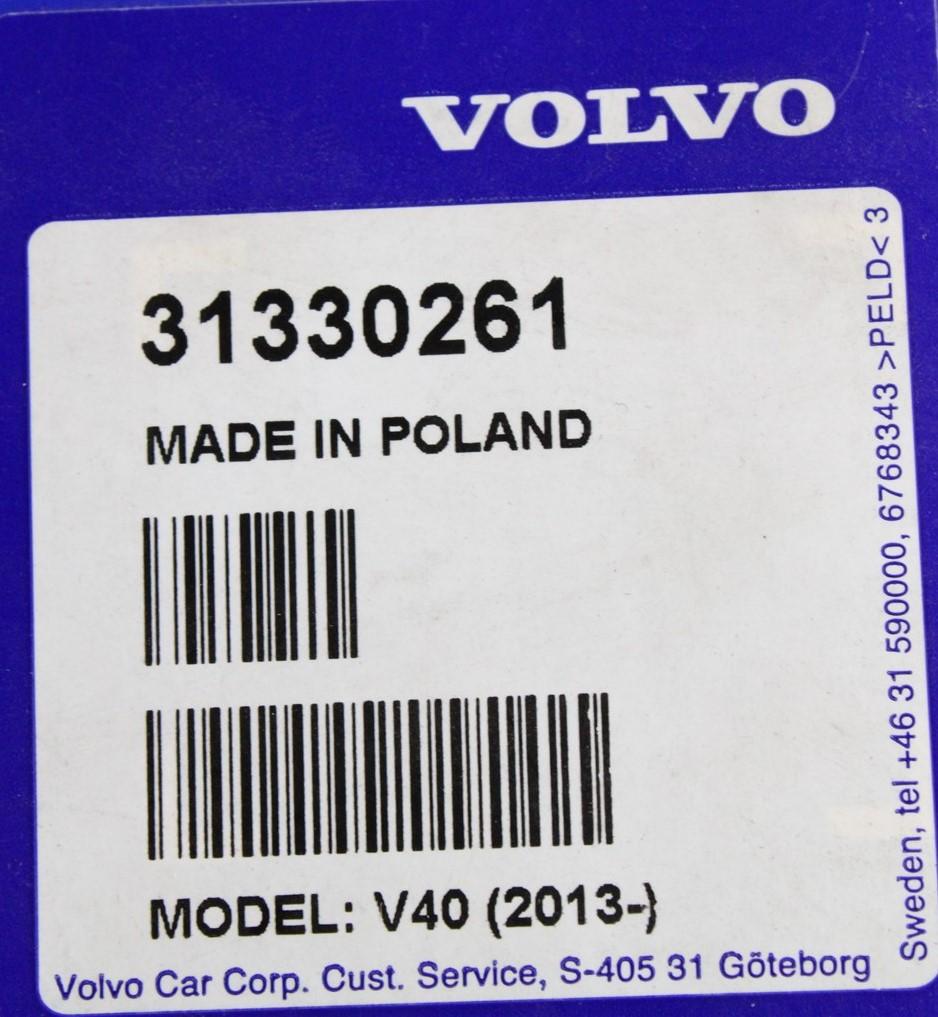 VOLVO
31330261
MADE IN POLAND
MODEL: V40 (2013-)
Volvo Car Corp. Cust. Service, S-405 31 Göteborg
Sweden, tel +46 31 590000, 6768343 >PELD< 3